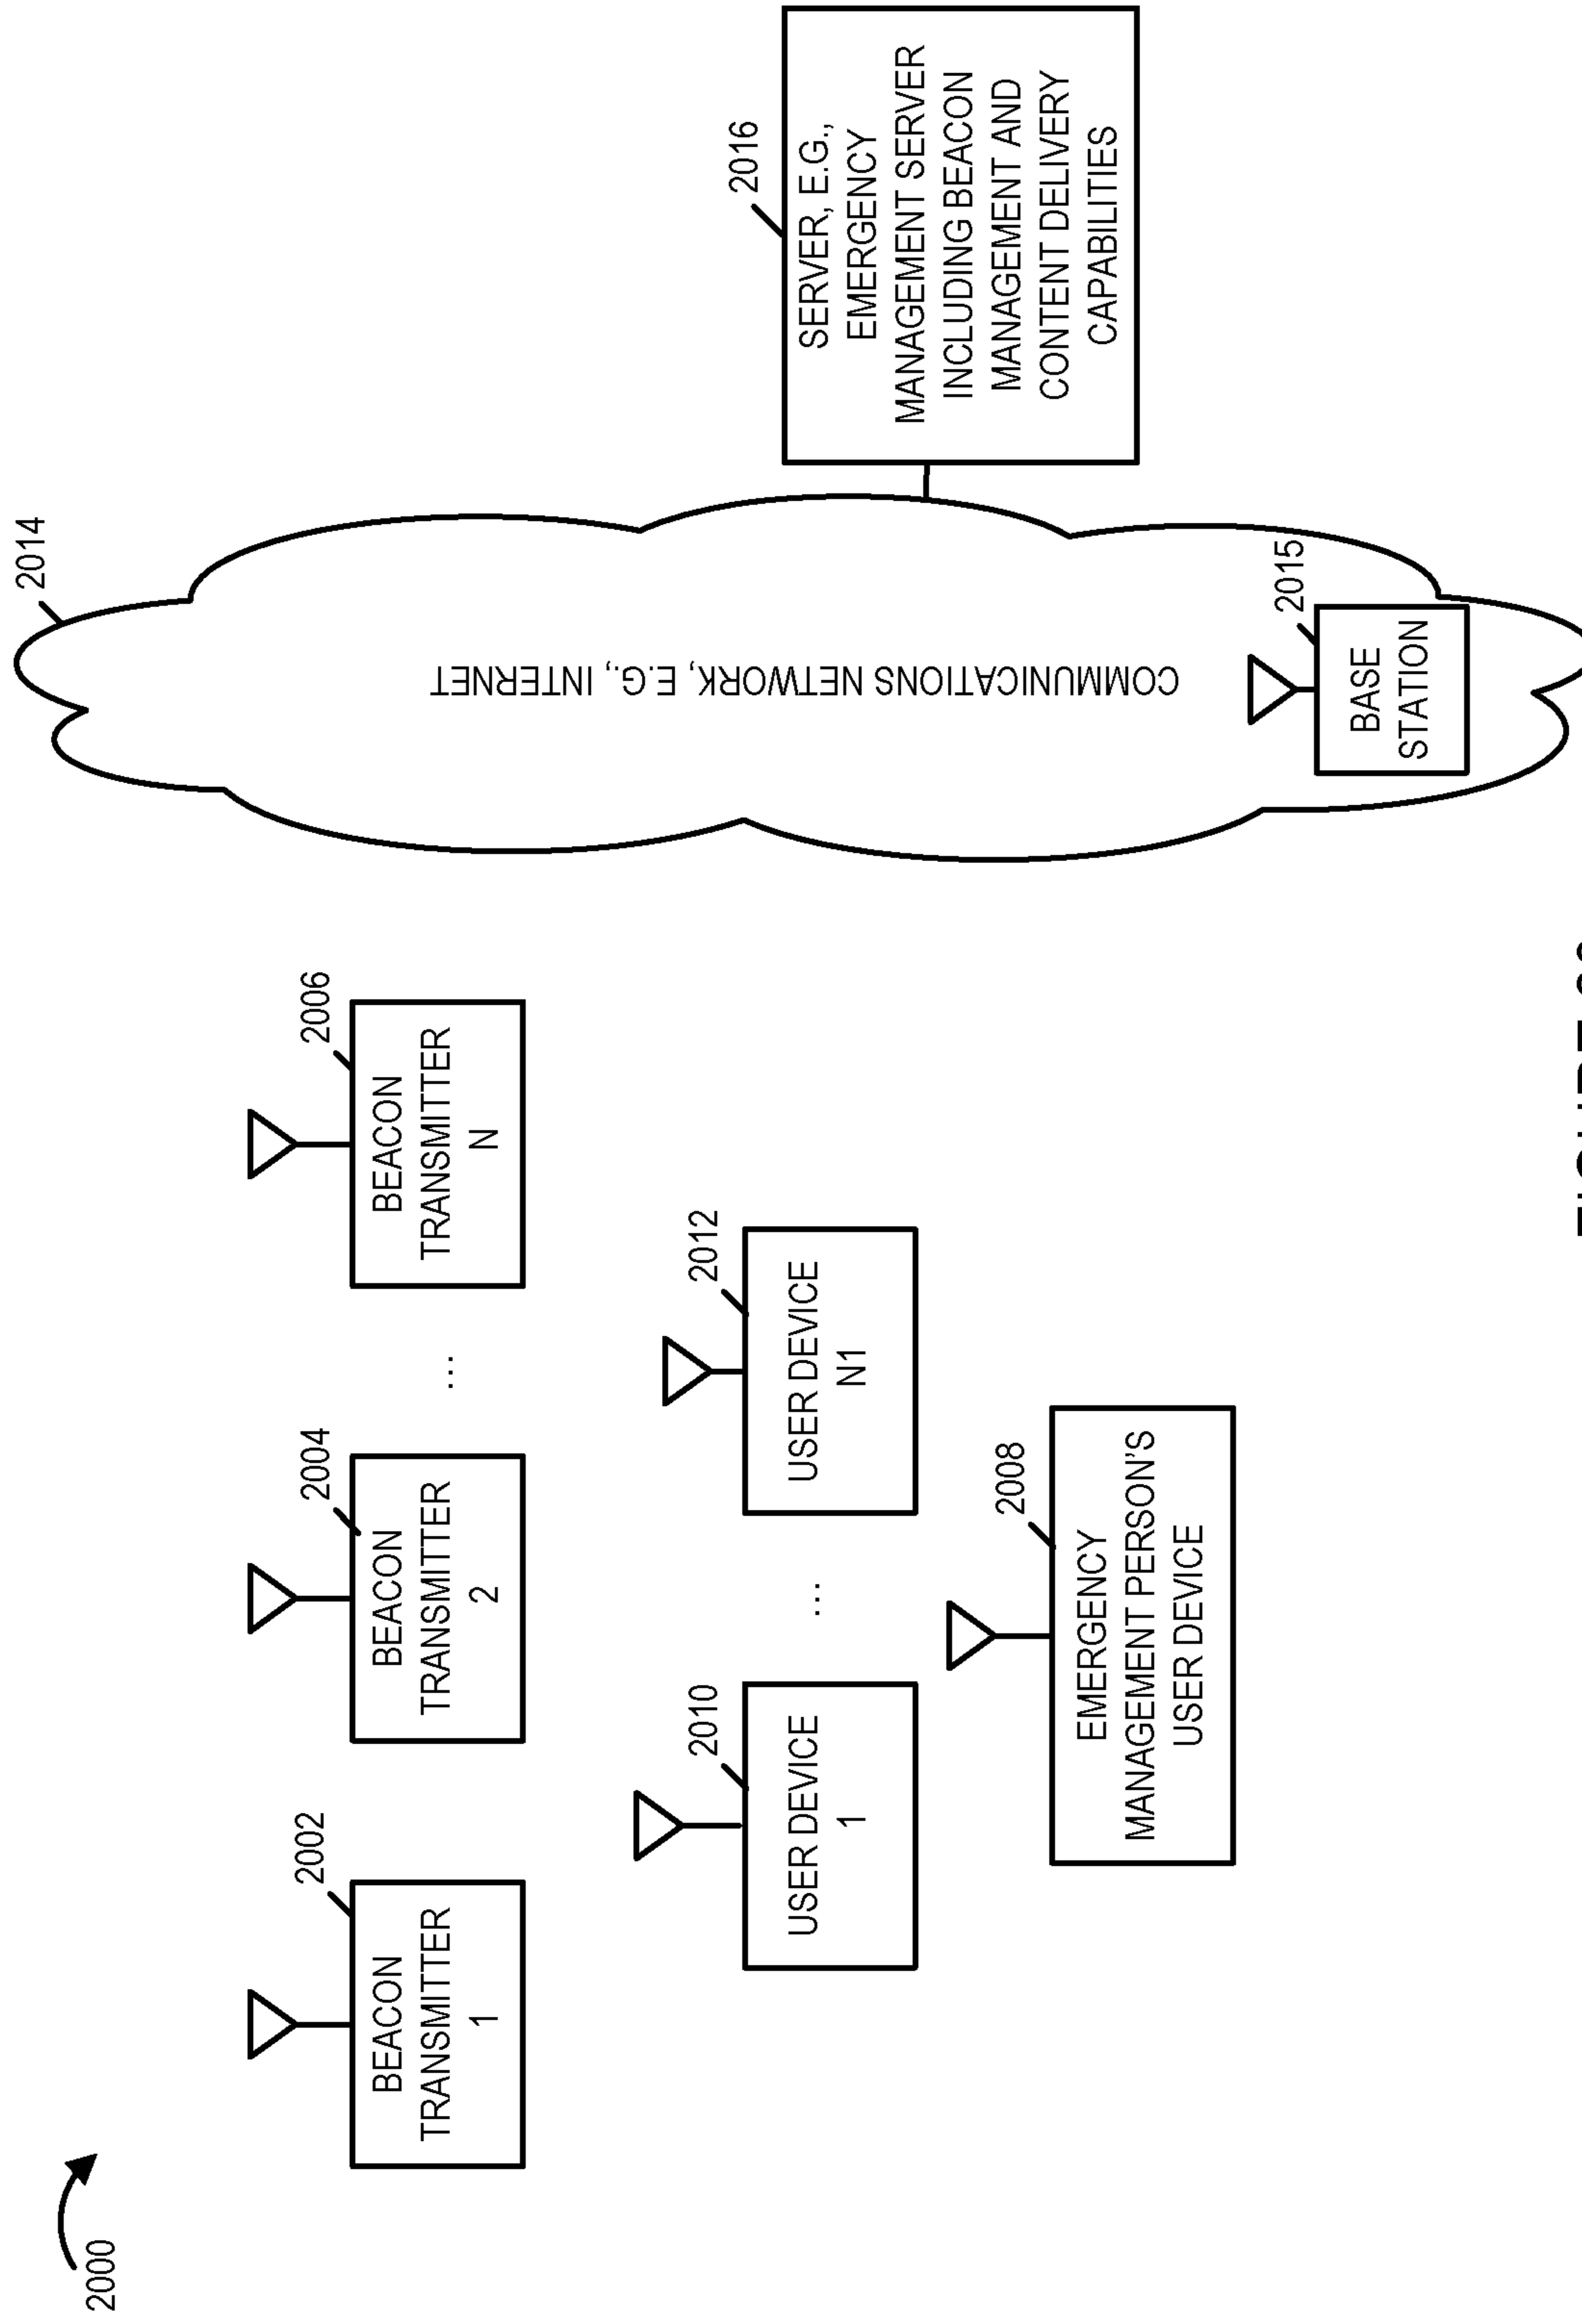 2000
2002
BEACON
TRANSMITTER
1
2004
BEACON
TRANSMITTER
2
...
2006
BEACON
TRANSMITTER
N
2010
USER DEVICE
1
...
2012
USER DEVICE
N1
2008
EMERGENCY
MANAGEMENT PERSON'S
USER DEVICE
2014
COMMUNICATIONS NETWORK, E.G., INTERNET
2015
BASE
STATION
2016
SERVER, E.G.,
EMERGENCY
MANAGEMENT SERVER
INCLUDING BEACON
MANAGEMENT AND
CONTENT DELIVERY
CAPABILITIES